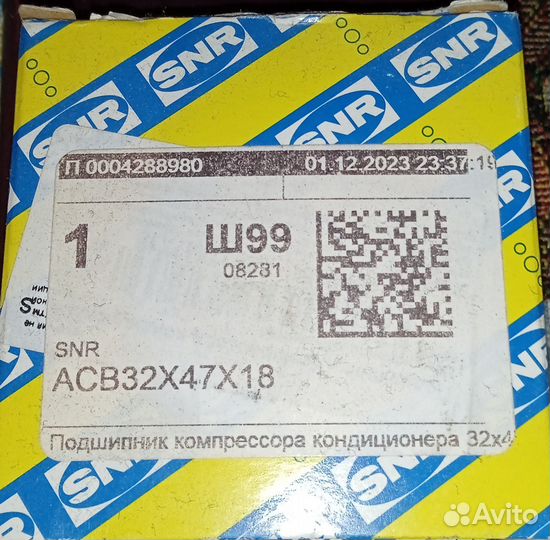 SNR
SNR
SNR
П 0004288980 01.12.2023 23:37:19
1 Ш99
08281
SNR
ACB32X47X18
Подшипник компрессора кондиционера 32x4
SNR
SNR
SNR
Avito